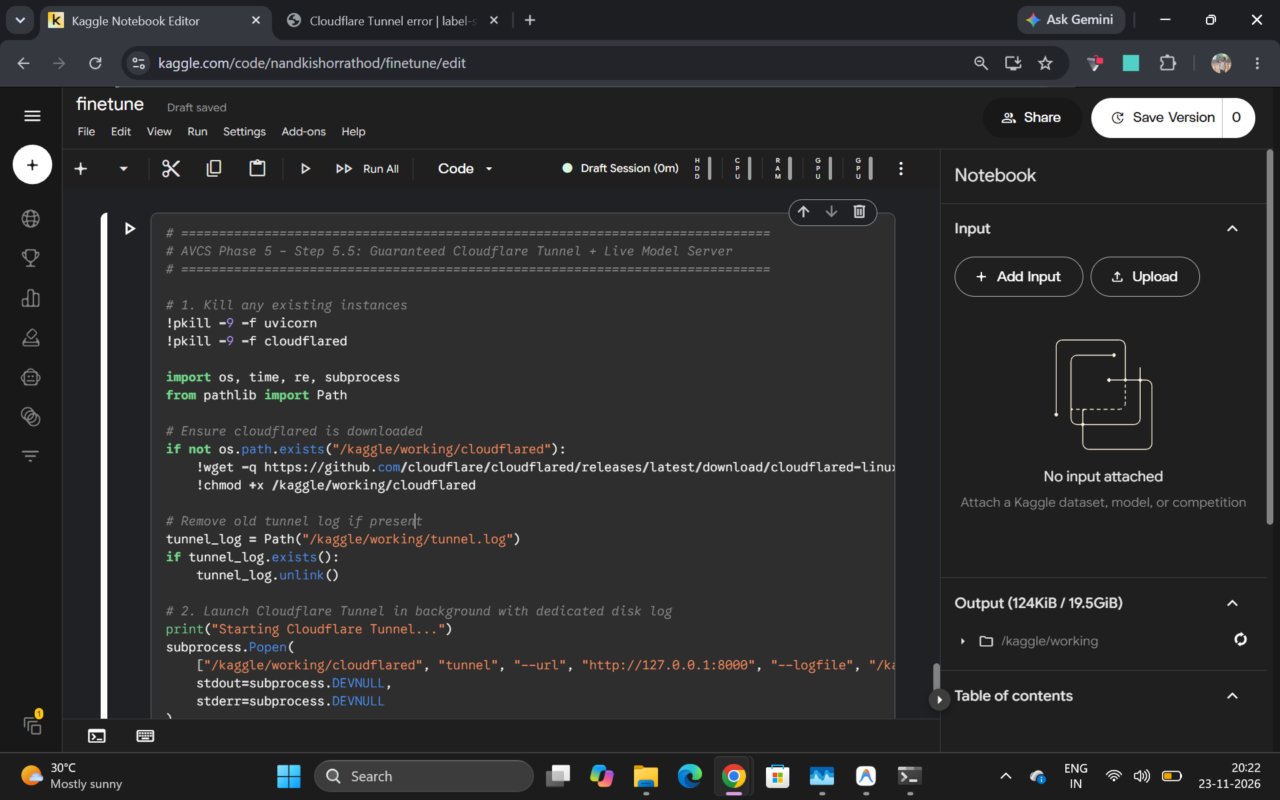 Kaggle Notebook Editor
Cloudflare Tunnel error | label-s
Ask Gemini
kaggle.com/code/nandkishorrathod/finetune/edit
finetune
Draft saved
File Edit View Run Settings Add-ons Help
Share
Save Version 0
Run All
Code
Draft Session (0m)
HDD
CPU
RAM
GPU
GPU
# ==============================================================================
# AVCS Phase 5 - Step 5.5: Guaranteed Cloudflare Tunnel + Live Model Server
# ==============================================================================
# 1. Kill any existing instances
!pkill -9 -f uvicorn
!pkill -9 -f cloudflared
import os, time, re, subprocess
from pathlib import Path
# Ensure cloudflared is downloaded
if not os.path.exists("/kaggle/working/cloudflared"):
!wget -q https://github.com/cloudflare/cloudflared/releases/latest/download/cloudflared-linux
!chmod +x /kaggle/working/cloudflared
# Remove old tunnel log if present
tunnel_log = Path("/kaggle/working/tunnel.log")
if tunnel_log.exists():
tunnel_log.unlink()
# 2. Launch Cloudflare Tunnel in background with dedicated disk log
print("Starting Cloudflare Tunnel...")
subprocess.Popen(
["/kaggle/working/cloudflared", "tunnel", "--url", "http://127.0.0.1:8000", "--logfile", "/ka
stdout=subprocess.DEVNULL,
stderr=subprocess.DEVNULL
)
Notebook
Input
Add Input
Upload
No input attached
Attach a Kaggle dataset, model, or competition
Output (124KiB / 19.5GiB)
/kaggle/working
Table of contents
1
30°C
Mostly sunny
Search
ENG
IN
20:22
23-11-2026